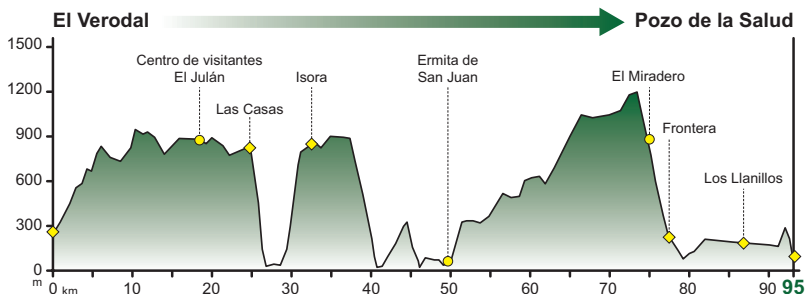 El Verodal
Pozo de la Salud
1500
1200
900
600
300
0
m
Centro de visitantes
El Julán
Las Casas
Isora
Ermita de
San Juan
El Miradero
Frontera
Los Llanillos
0 km
10
20
30
40
50
60
70
80
90
95